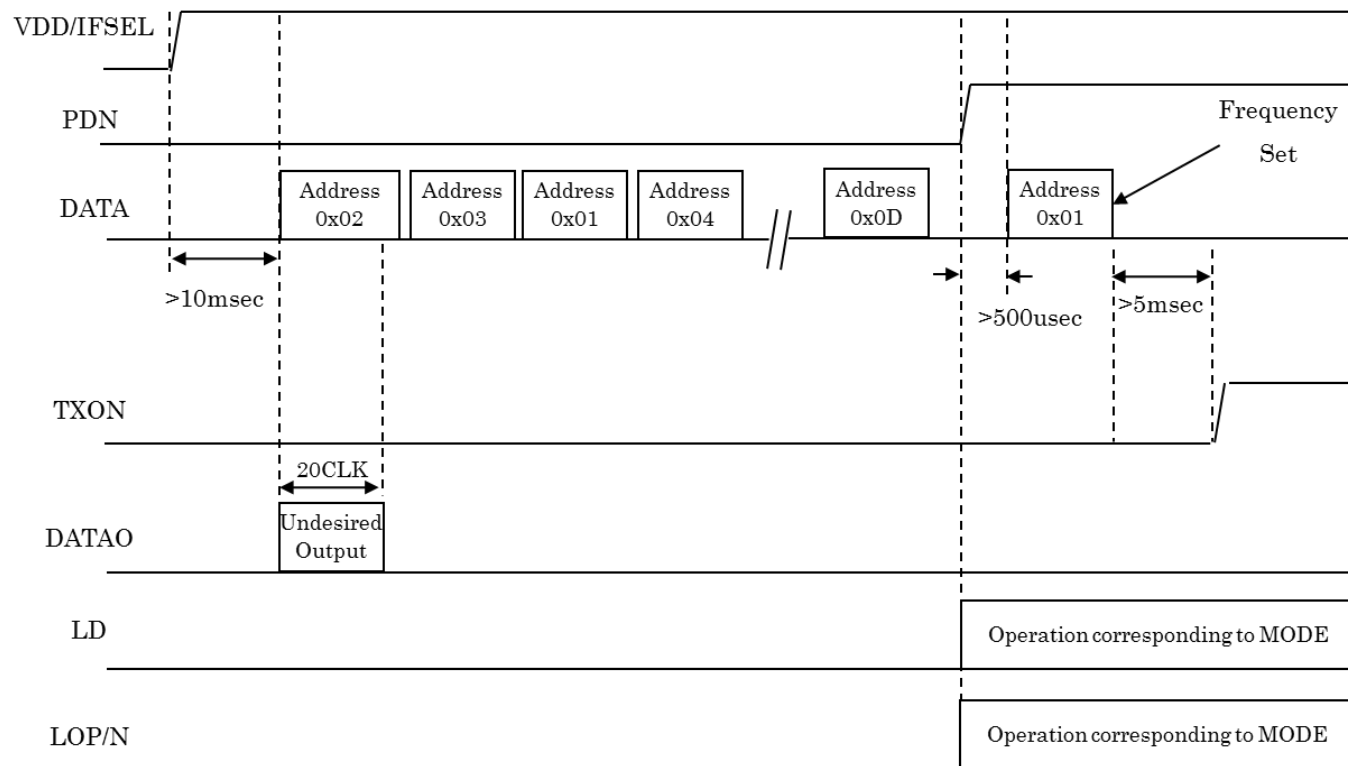 VDD/IFSEL
PDN
Frequency
Set
DATA
Address
0x02
Address
0x03
Address
0x01
Address
0x04
Address
0x0D
Address
0x01
>10msec
>500usec
>5msec
TXON
20CLK
DATAO
Undesired
Output
LD
Operation corresponding to MODE
LOP/N
Operation corresponding to MODE